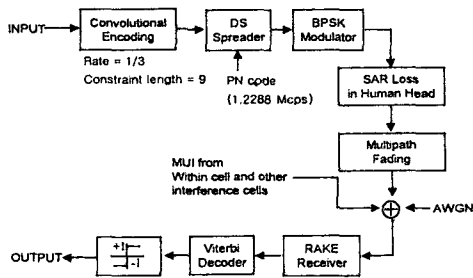 INPUT
Convolutional
Encoding
DS
Spreader
BPSK
Modulator
Rate = 1/3
Constraint length = 9
PN code
(1.2288 Mcps)
SAR Loss
in Human Head
Multipath
Fading
MUI from
Within cell and other
interference cells
AWGN
OUTPUT
+1
-1
Viterbi
Decoder
RAKE
Receiver